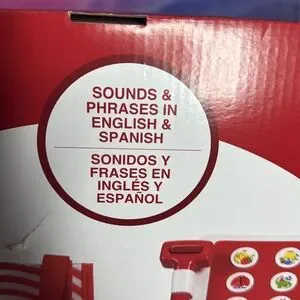 SOUNDS &
PHRASES IN
ENGLISH &
SPANISH
SONIDOS Y
FRASES EN
INGLÉS Y
ESPAÑOL